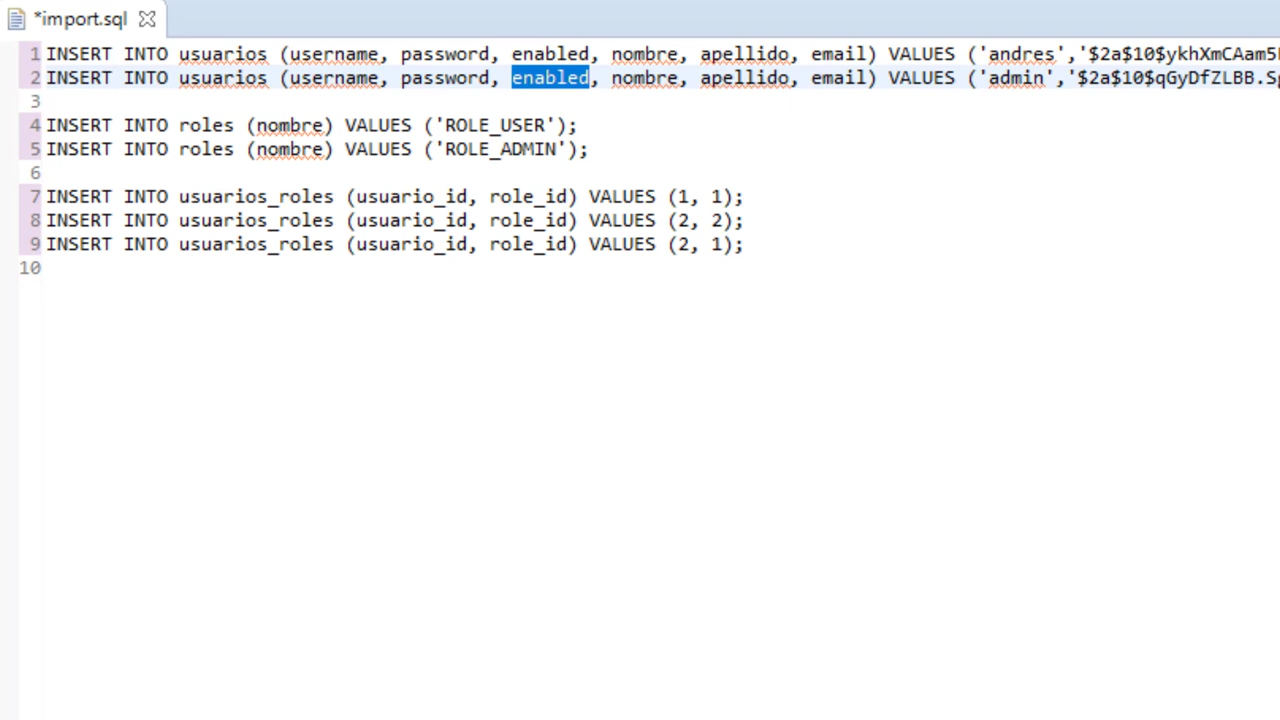 *import.sql
1 INSERT INTO usuarios (username, password, enabled, nombre, apellido, email) VALUES ('andres','$2a$10$ykhXmCAam5
2 INSERT INTO usuarios (username, password, enabled, nombre, apellido, email) VALUES ('admin','$2a$10$qGyDfZLBB.Sg
3
4 INSERT INTO roles (nombre) VALUES ('ROLE_USER');
5 INSERT INTO roles (nombre) VALUES ('ROLE_ADMIN');
6
7 INSERT INTO usuarios_roles (usuario_id, role_id) VALUES (1, 1);
8 INSERT INTO usuarios_roles (usuario_id, role_id) VALUES (2, 2);
9 INSERT INTO usuarios_roles (usuario_id, role_id) VALUES (2, 1);
10